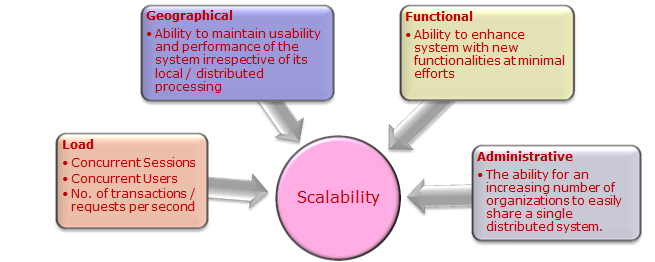 Geographical
• Ability to maintain usability
and performance of the
system irrespective of its
local / distributed
processing
Functional
• Ability to enhance
system with new
functionalities at minimal
efforts
Load
• Concurrent Sessions
• Concurrent Users
• No. of transactions /
requests per second
Scalability
Administrative
• The ability for an
increasing number of
organizations to easily
share a single
distributed system.